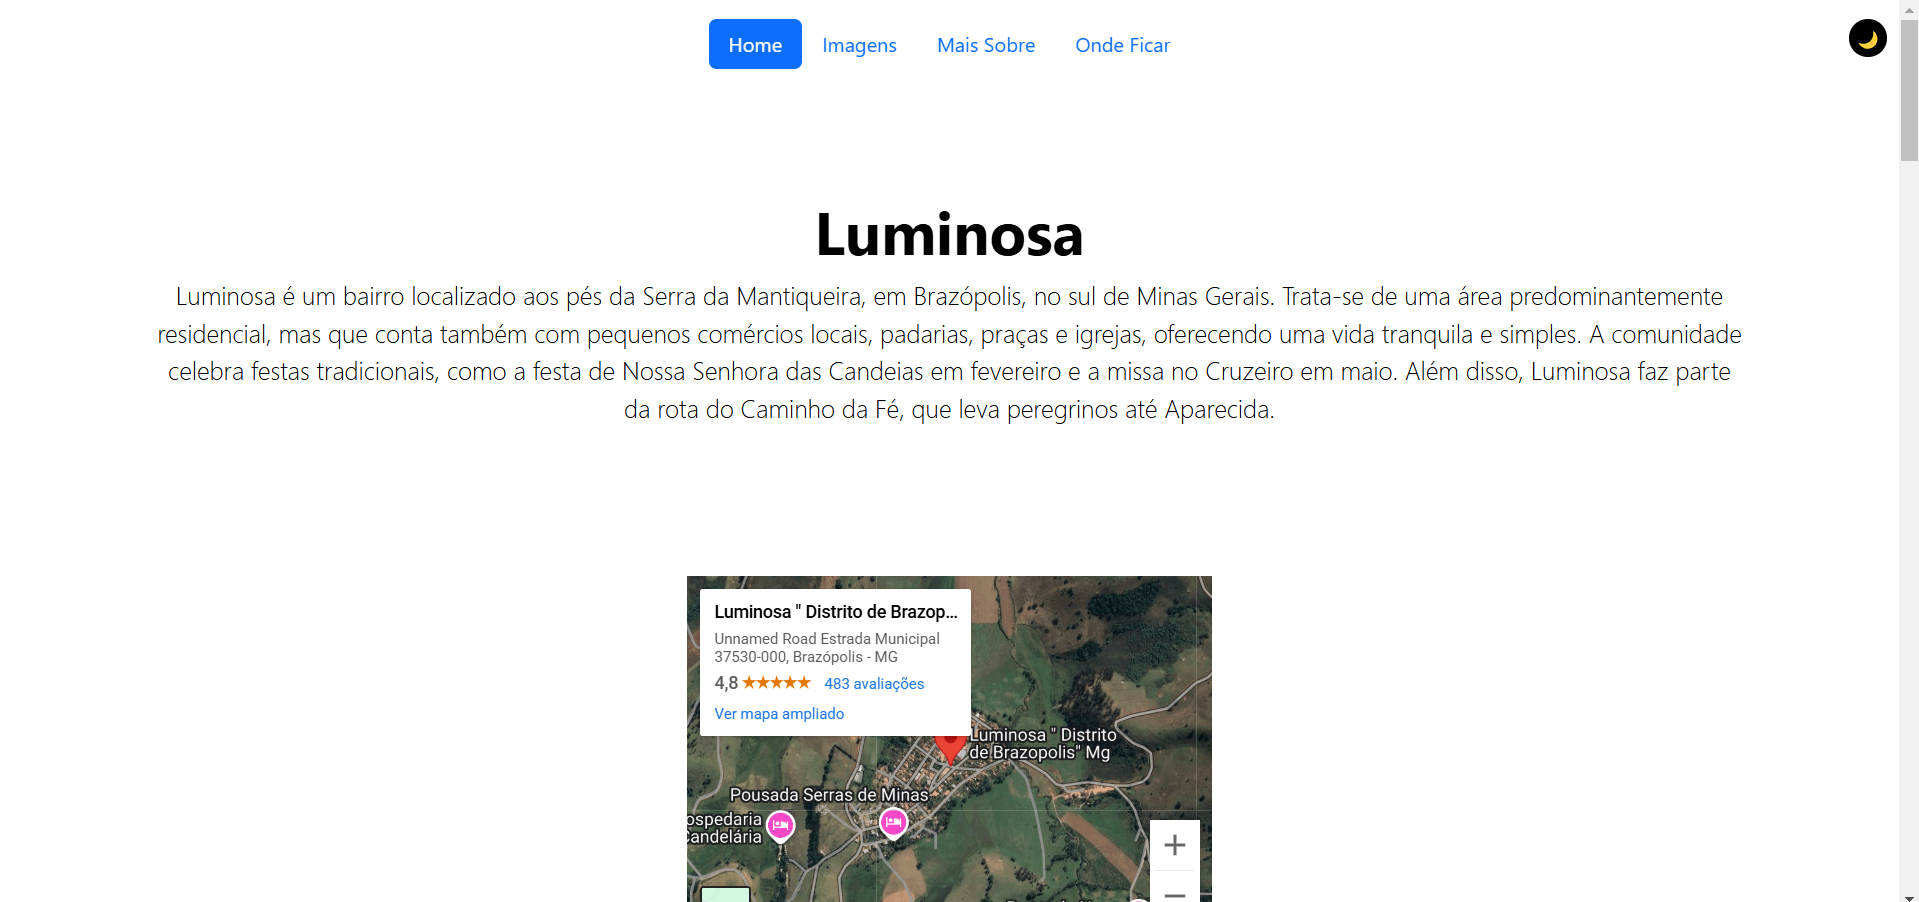 Home Imagens Mais Sobre Onde Ficar
Luminosa
Luminosa é um bairro localizado aos pés da Serra da Mantiqueira, em Brazópolis, no sul de Minas Gerais. Trata-se de uma área predominantemente
residencial, mas que conta também com pequenos comércios locais, padarias, praças e igrejas, oferecendo uma vida tranquila e simples. A comunidade
celebra festas tradicionais, como a festa de Nossa Senhora das Candeias em fevereiro e a missa no Cruzeiro em maio. Além disso, Luminosa faz parte
da rota do Caminho da Fé, que leva peregrinos até Aparecida.
Luminosa " Distrito de Brazop...
Unnamed Road Estrada Municipal
37530-000, Brazópolis - MG
4,8 483 avaliações
Ver mapa ampliado
Luminosa " Distrito
de Brazopolis" Mg
Pousada Serras de Minas
ospedaria
Candelária